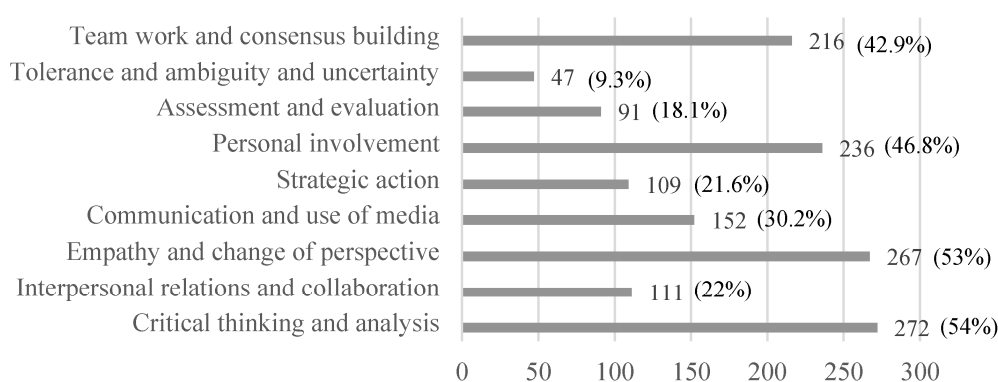 Team work and consensus building 216 (42.9%)
Tolerance and ambiguity and uncertainty 47 (9.3%)
Assessment and evaluation 91 (18.1%)
Personal involvement 236 (46.8%)
Strategic action 109 (21.6%)
Communication and use of media 152 (30.2%)
Empathy and change of perspective 267 (53%)
Interpersonal relations and collaboration 111 (22%)
Critical thinking and analysis 272 (54%)
0 50 100 150 200 250 300